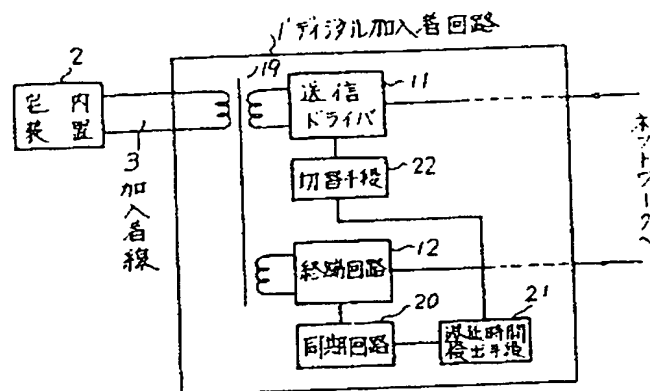 1 ディジタル加入者回路
2
宅内
装置
3
加入者線
19
送信
ドライバ
11
切替手段
22
終端回路
12
同期回路
20
遅延時間
検出手段
21
ネットワークへ